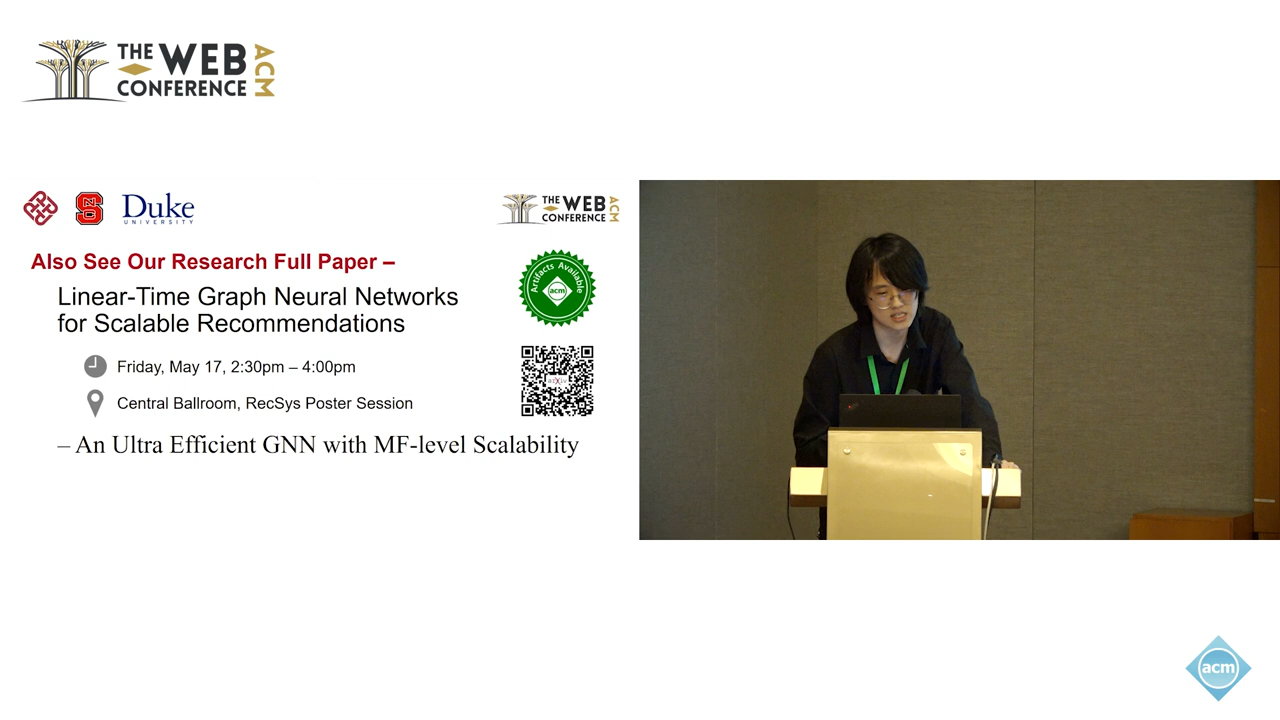 THE WEB CONFERENCE ACM
Duke
UNIVERSITY
THE WEB CONFERENCE ACM
Also See Our Research Full Paper –
Artifacts Available
acm
Linear-Time Graph Neural Networks
for Scalable Recommendations
Friday, May 17, 2:30pm – 4:00pm
arXiv
Central Ballroom, RecSys Poster Session
– An Ultra Efficient GNN with MF-level Scalability
acm